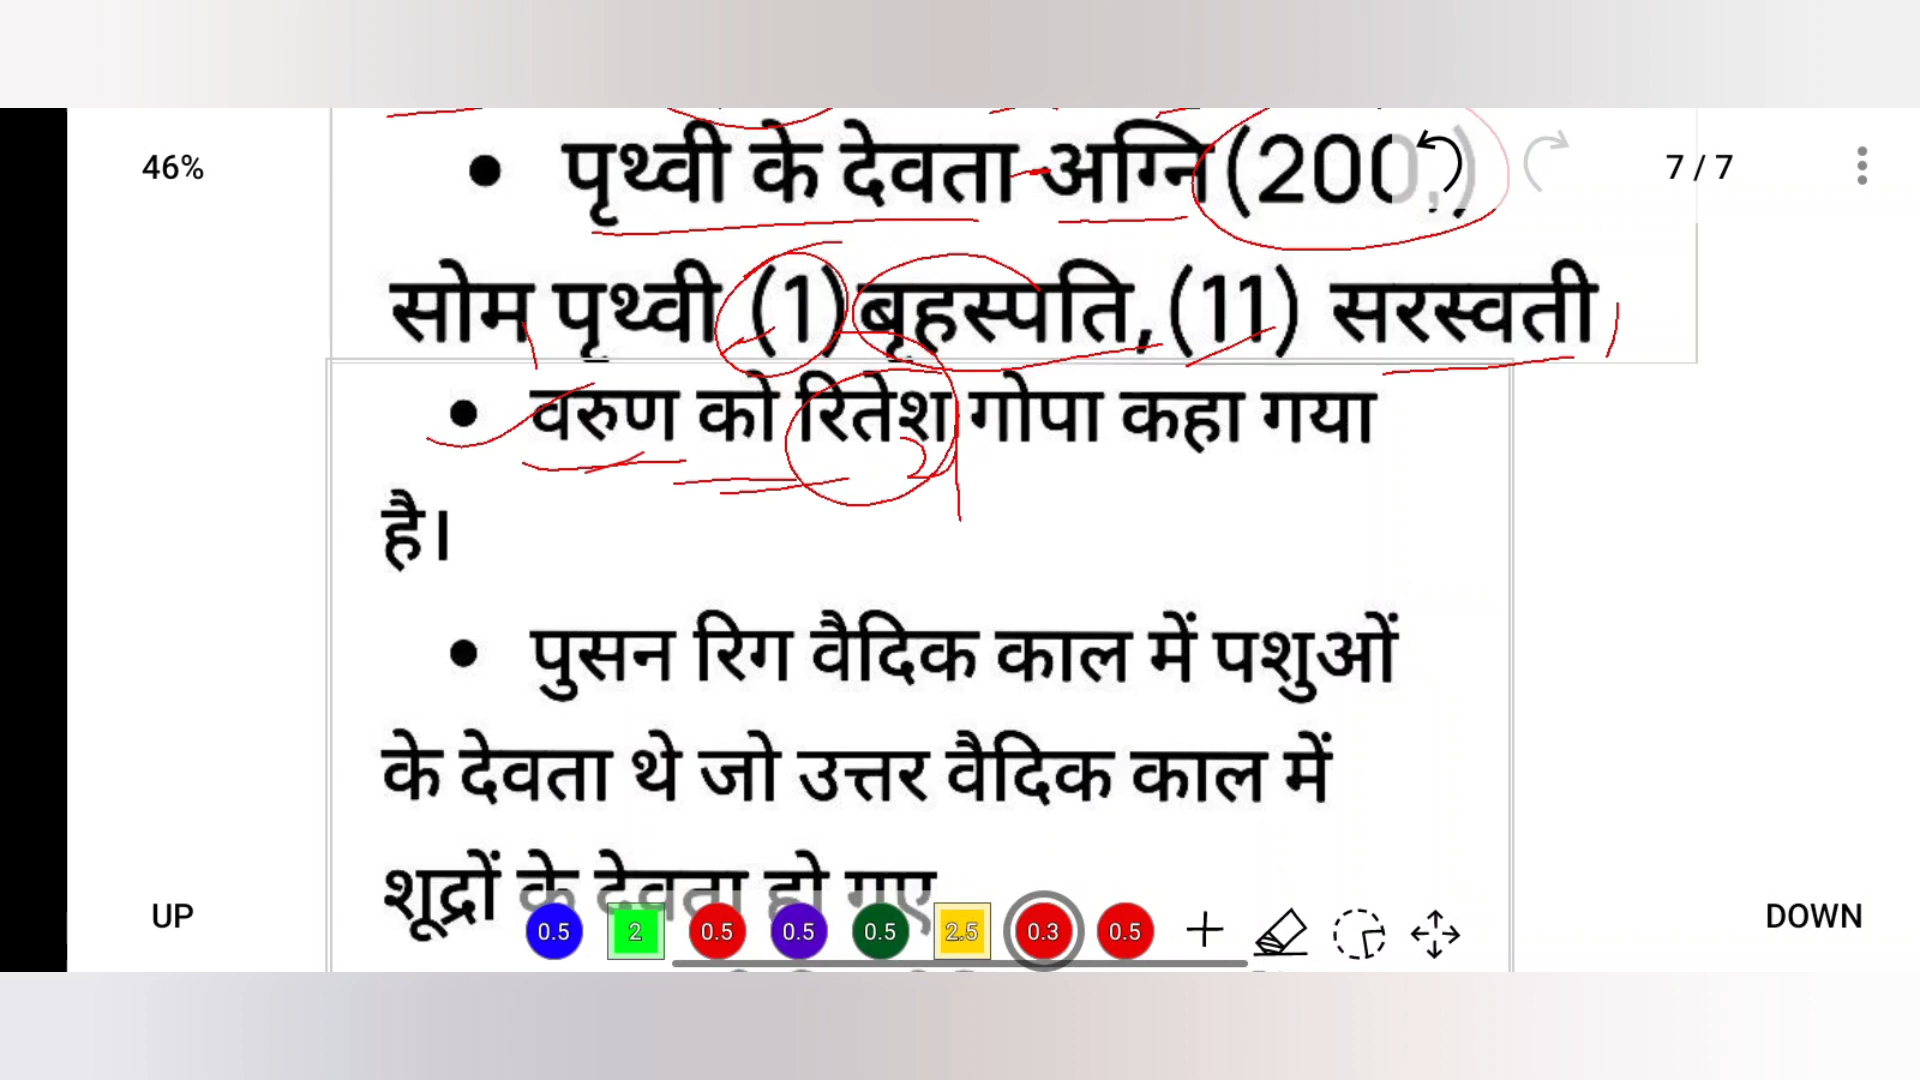 46%
7 / 7
• पृथ्वी के देवता -अग्नि(200,)
सोम पृथ्वी (1)बृहस्पति,(11) सरस्वती
• वरुण को रितेश गोपा कहा गया
है।
• पुसन रिग वैदिक काल में पशुओं
के देवता थे जो उत्तर वैदिक काल में
शूद्रों के देवता हो गए
UP
DOWN
0.5 2 0.5 0.5 0.5 2.5 0.3 0.5